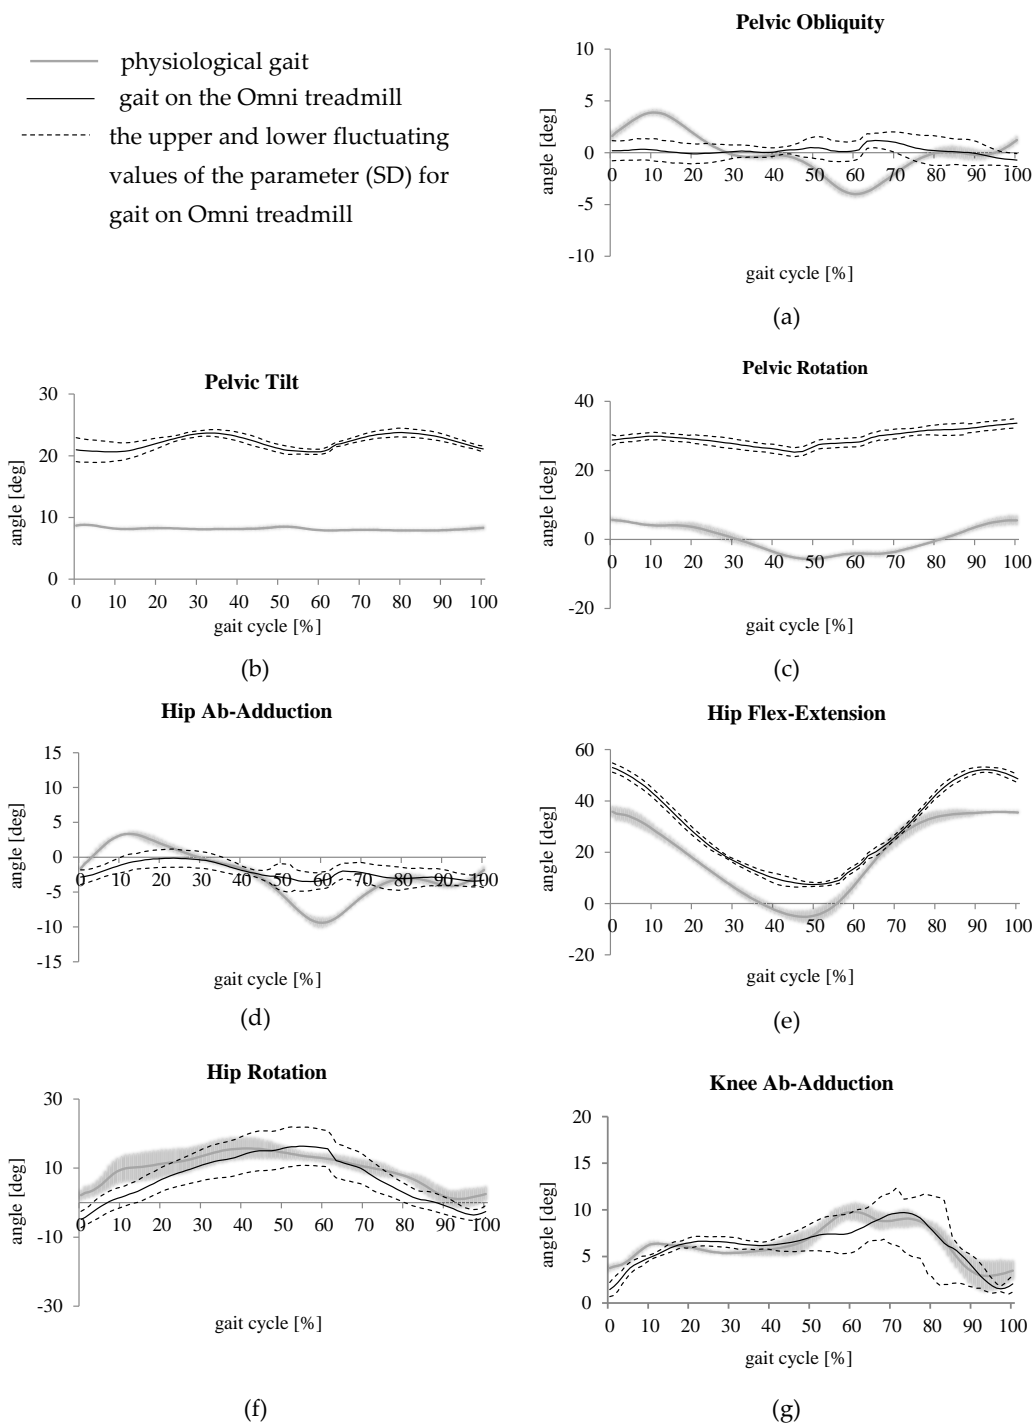 physiological gait
gait on the Omni treadmill
the upper and lower fluctuating
values of the parameter (SD) for
gait on Omni treadmill
Pelvic Obliquity
10
5
0
-5
-10
angle [deg]
0 10 20 30 40 50 60 70 80 90 100
gait cycle [%]
(a)
Pelvic Tilt
30
20
10
0
angle [deg]
0 10 20 30 40 50 60 70 80 90 100
gait cycle [%]
(b)
Pelvic Rotation
40
20
0
-20
angle [deg]
0 10 20 30 40 50 60 70 80 90 100
gait cycle [%]
(c)
Hip Ab-Adduction
15
10
5
0
-5
-10
-15
angle [deg]
0 10 20 30 40 50 60 70 80 90 100
gait cycle [%]
(d)
Hip Flex-Extension
60
40
20
0
-20
angle [deg]
0 10 20 30 40 50 60 70 80 90 100
gait cycle [%]
(e)
Hip Rotation
30
10
-10
-30
angle [deg]
0 10 20 30 40 50 60 70 80 90 100
gait cycle [%]
(f)
Knee Ab-Adduction
20
15
10
5
0
angle [deg]
0 10 20 30 40 50 60 70 80 90 100
gait cycle [%]
(g)